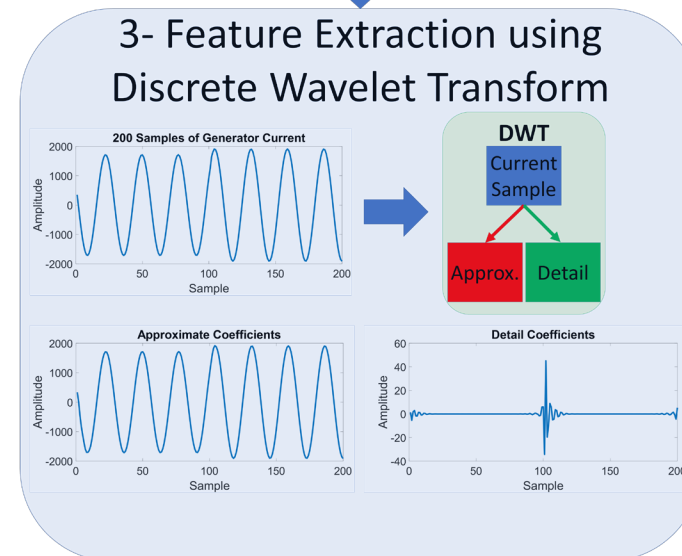 3- Feature Extraction using
Discrete Wavelet Transform
200 Samples of Generator Current
2000
1000
0
-1000
-2000
Amplitude
0 50 100 150 200
Sample
DWT
Current
Sample
Approx. Detail
Approximate Coefficients
2000
1000
0
-1000
-2000
Amplitude
0 50 100 150 200
Sample
Detail Coefficients
60
40
20
0
-20
-40
Amplitude
0 50 100 150 200
Sample